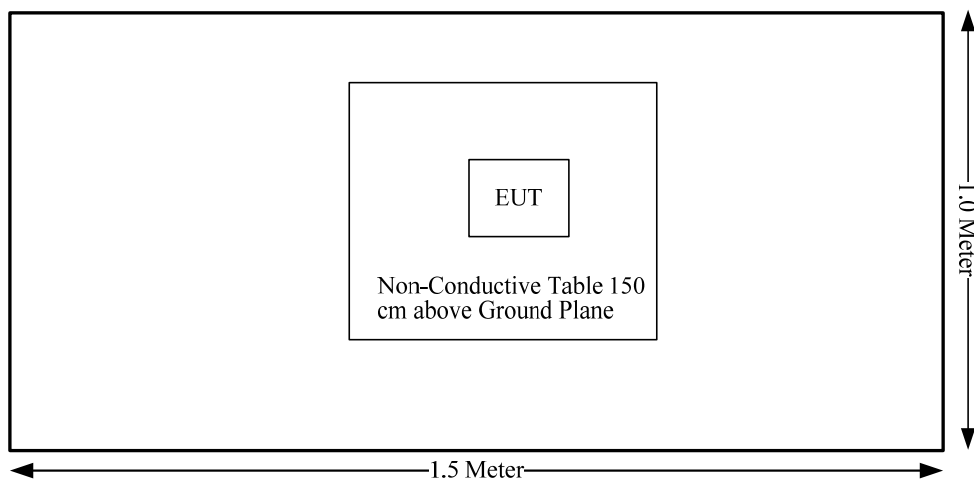 EUT
Non-Conductive Table 150
cm above Ground Plane
1.0 Meter
1.5 Meter